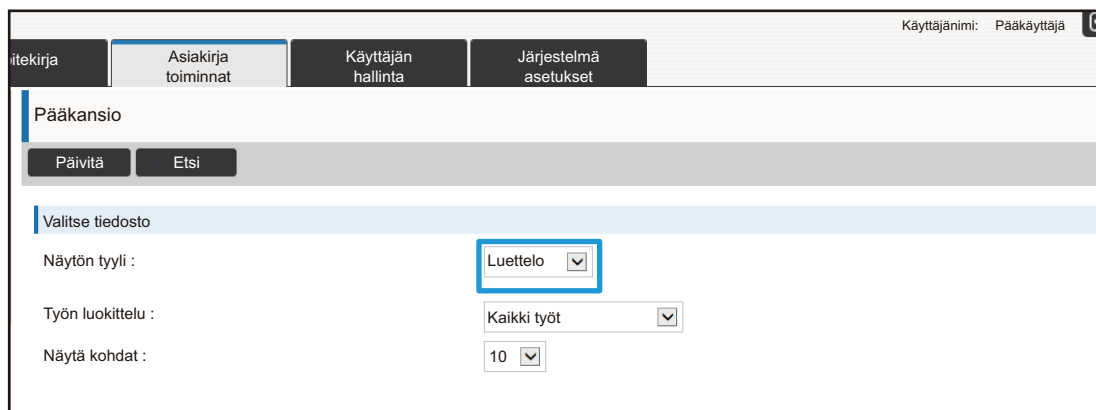 Käyttäjänimi: Pääkäyttäjä
Asiakirja
toiminnat
Käyttäjän
hallinta
Järjestelmä
asetukset
Pääkansio
Päivitä Etsi
Valitse tiedosto
Näytön tyyli : Luettelo
Työn luokittelu : Kaikki työt
Näytä kohdat : 10